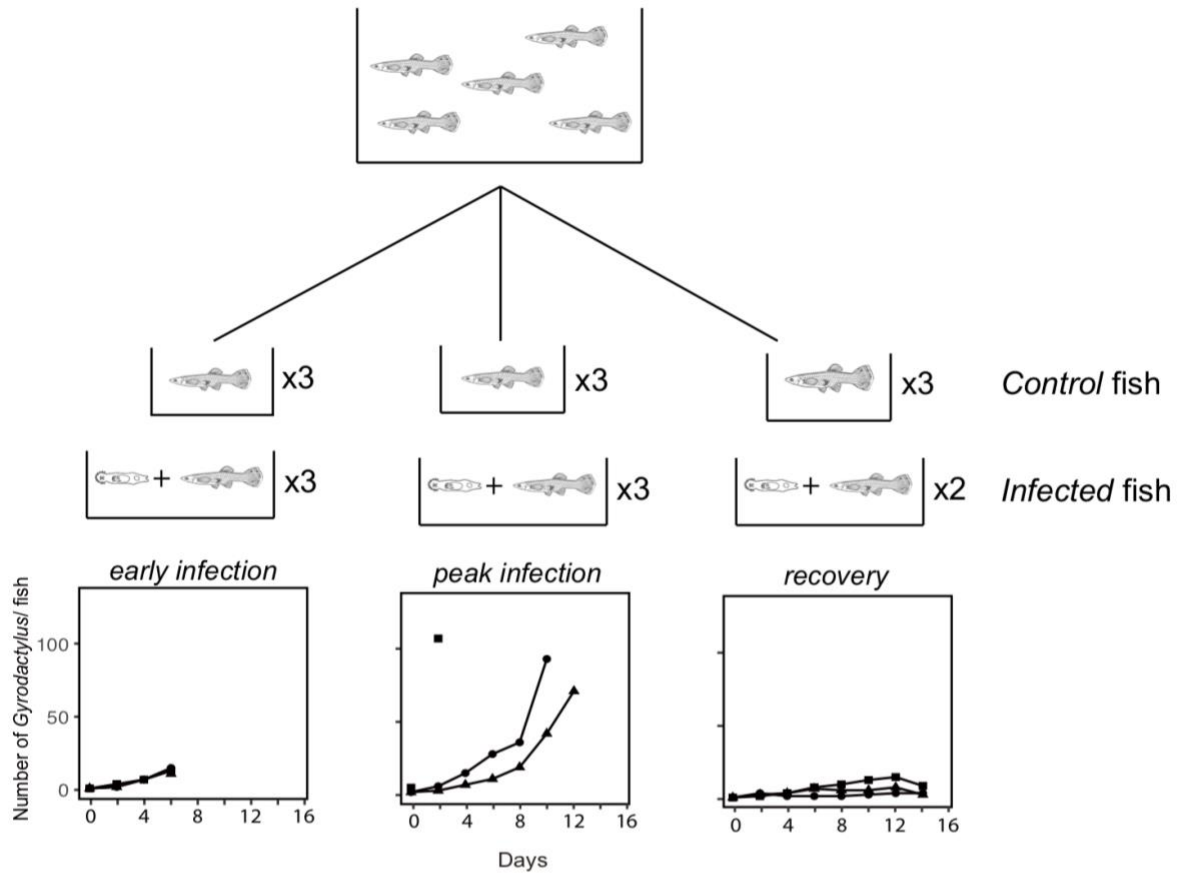 x3
x3
x3
Control fish
x3
x3
x2
Infected fish
early infection
peak infection
recovery
Number of Gyrodactylus/ fish
100
50
0
0 4 8 12 16
0 4 8 12 16
0 4 8 12 16
Days